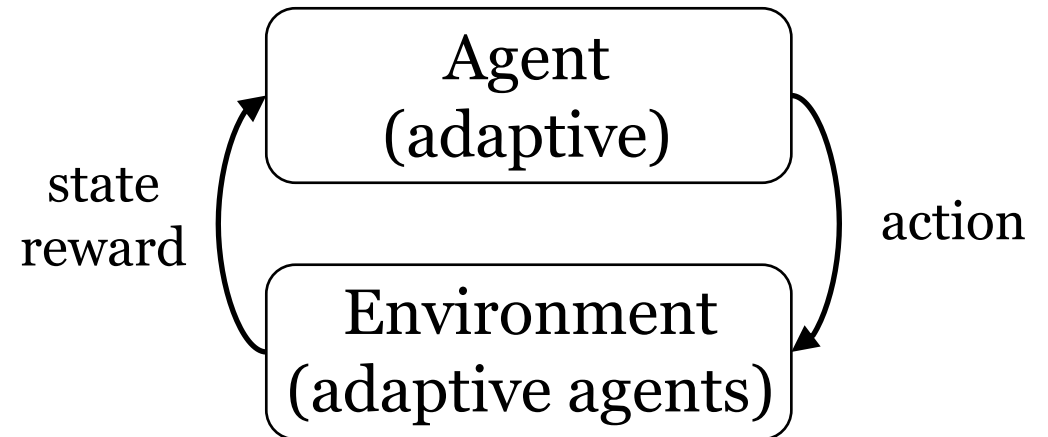 Agent
(adaptive)
state
reward
action
Environment
(adaptive agents)